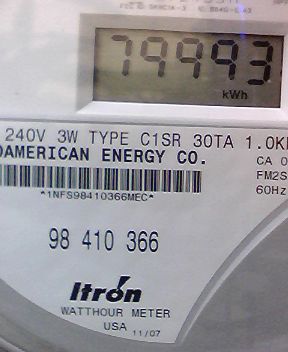 79993
kWh
240V 3W TYPE C1SR 30TA 1.0K
OAMERICAN ENERGY CO.
CA 0
FM2S
60Hz
*1NFS98410366MEC*
98 410 366
Itron
WATTHOUR METER
USA 11/07